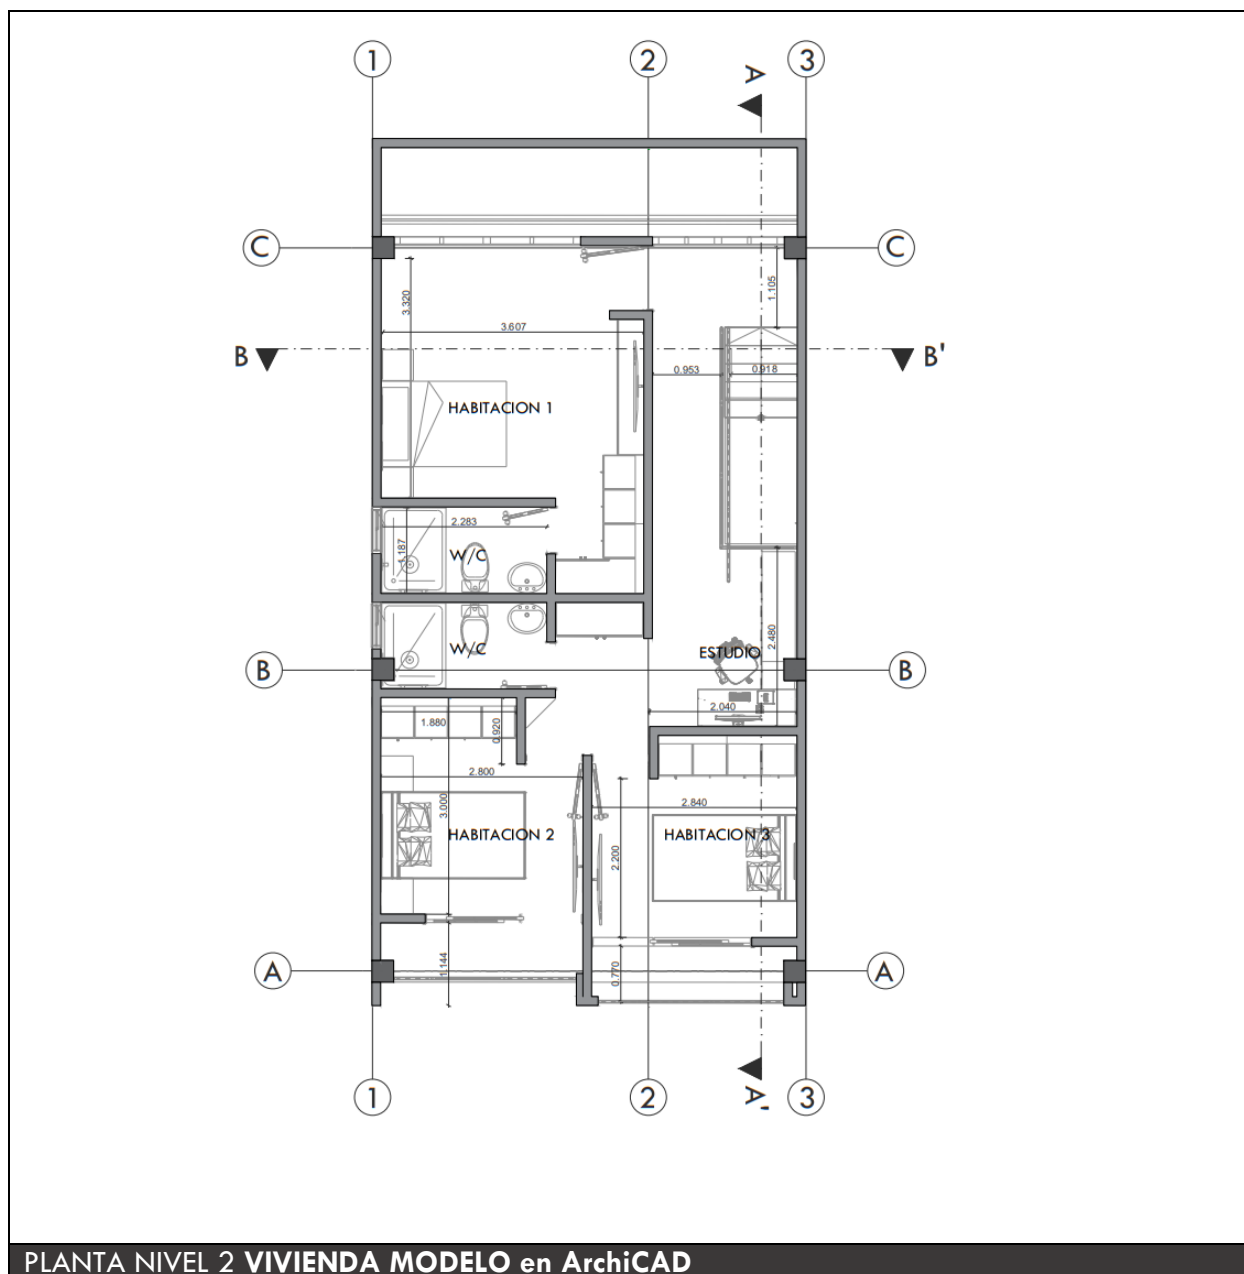 1
2
3
A
C
C
1.105
3.320
3.607
B
B'
0.953
0.918
HABITACION 1
2.283
W/C
1.187
W/C
ESTUDIO
2.480
B
B
2.040
1.880
0.920
2.800
3.000
2.840
HABITACION 2
HABITACION 3
2.200
1.144
0.770
A
A
1
2
A'
3
PLANTA NIVEL 2 VIVIENDA MODELO en ArchiCAD